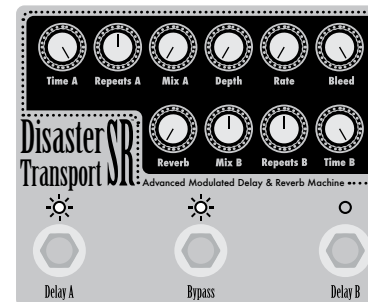 Time A Repeats A Mix A Depth Rate Bleed
Reverb Mix B Repeats B Time B
Disaster
Transport SR
Advanced Modulated Delay & Reverb Machine
Delay A Bypass Delay B